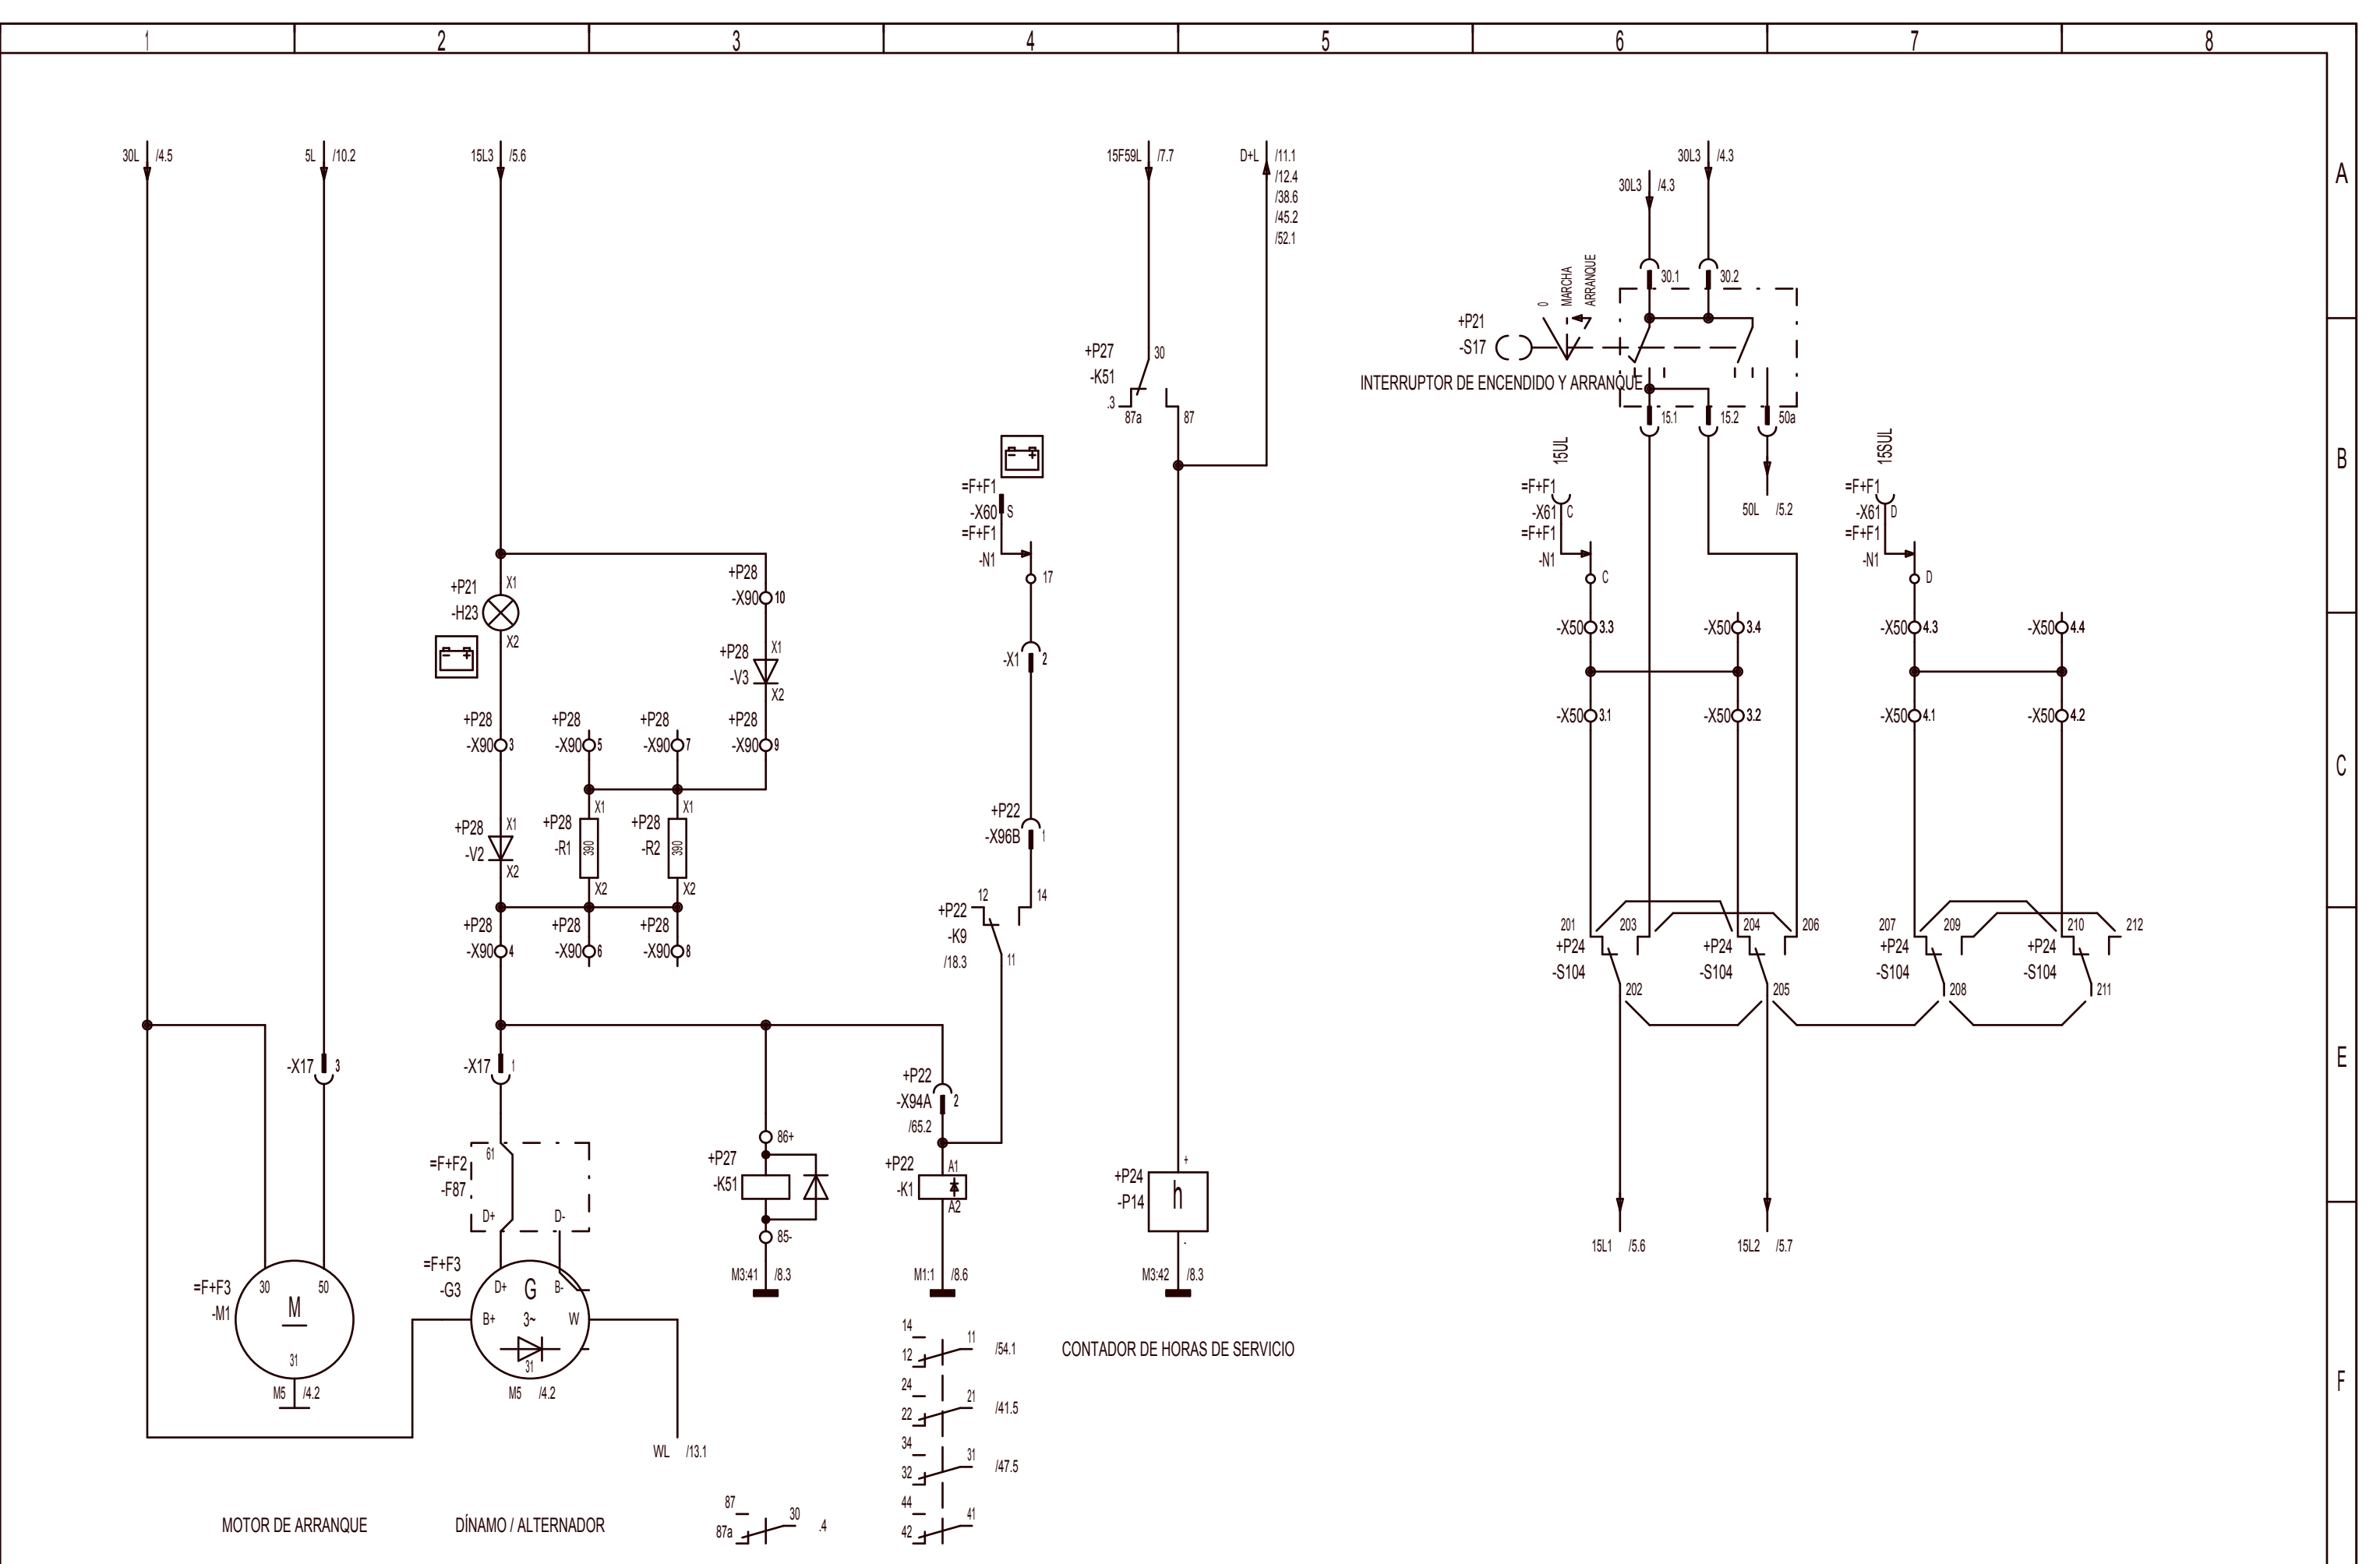 1 2 3 4 5 6 7 8
A
B
C
E
F
30L /4.5
5L /10.2
15L3 /5.6
15F59L /7.7
D+L /11.1
/12.4
/38.6
/45.2
/52.1
30L3 /4.3
30L3 /4.3
0
MARCHA
ARRANQUE
30.1
30.2
+P21
-S17
INTERRUPTOR DE ENCENDIDO Y ARRANQUE
15.1
15.2
50a
50L /5.2
+P27
-K51
30
.3
87a
87
15UL
=F+F1
-X61 C
=F+F1
-N1
C
15SUL
=F+F1
-X61 D
=F+F1
-N1
D
=F+F1
-X60 S
=F+F1
-N1
17
+P21
-H23
X1
X2
+P28
-X90 10
+P28
-V3
X1
X2
-X1 2
-X50 3.3
-X50 3.4
-X50 4.3
-X50 4.4
-X50 3.1
-X50 3.2
-X50 4.1
-X50 4.2
+P28
-X90 3
+P28
-X90 5
+P28
-X90 7
+P28
-X90 9
+P28
-V2
X1
X2
+P28
-R1
X1
390
X2
+P28
-R2
X1
390
X2
+P22
-X96B 1
+P28
-X90 4
+P28
-X90 6
+P28
-X90 8
12
14
+P22
-K9
/18.3
11
201
203
+P24
-S104
202
204
206
+P24
-S104
205
207
209
+P24
-S104
208
210
212
+P24
-S104
211
-X17 3
-X17 1
+P22
-X94A 2
/65.2
=F+F2
-F87
61
D+
D-
+P27
-K51
86+
85-
+P22
-K1
A1
A2
+P24
-P14
+
h
-
15L1 /5.6
15L2 /5.7
=F+F3
-M1
30
50
M
31
M5 /4.2
=F+F3
-G3
D+
G
B-
B+
3~
W
31
M5 /4.2
WL /13.1
M3:41 /8.3
M1:1 /8.6
M3:42 /8.3
CONTADOR DE HORAS DE SERVICIO
14
12
11
/54.1
24
22
21
/41.5
34
32
31
/47.5
44
42
41
87
87a
30
.4
MOTOR DE ARRANQUE
DÍNAMO / ALTERNADOR